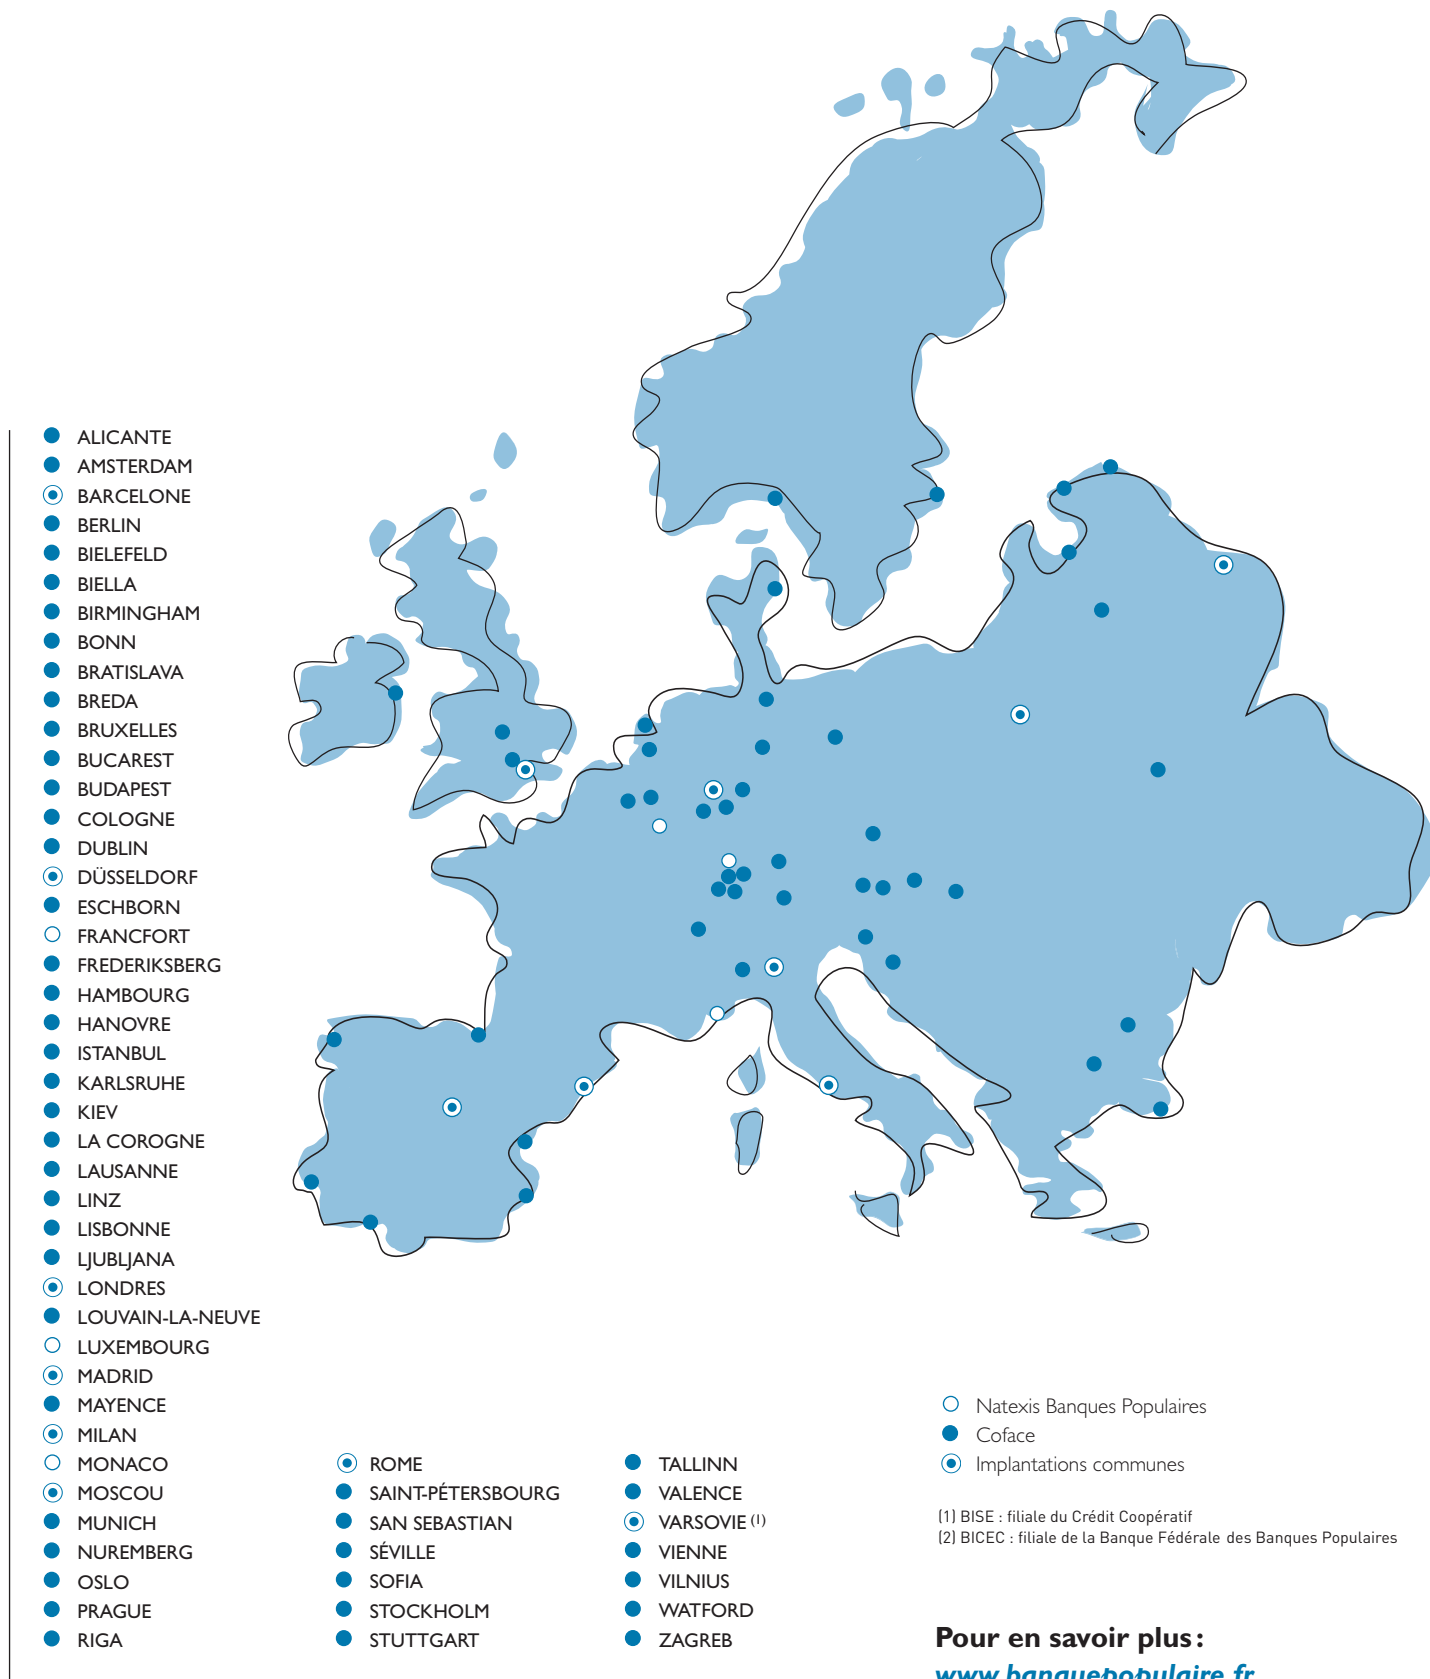 ALICANTE
AMSTERDAM
BARCELONE
BERLIN
BIELEFELD
BIELLA
BIRMINGHAM
BONN
BRATISLAVA
BREDA
BRUXELLES
BUCAREST
BUDAPEST
COLOGNE
DUBLIN
DÜSSELDORF
ESCHBORN
FRANCFORT
FREDERIKSBERG
HAMBOURG
HANOVRE
ISTANBUL
KARLSRUHE
KIEV
LA COROGNE
LAUSANNE
LINZ
LISBONNE
LJUBLJANA
LONDRES
LOUVAIN-LA-NEUVE
LUXEMBOURG
MADRID
MAYENCE
MILAN
MONACO
MOSCOU
MUNICH
NUREMBERG
OSLO
PRAGUE
RIGA
ROME
SAINT-PÉTERSBOURG
SAN SEBASTIAN
SÉVILLE
SOFIA
STOCKHOLM
STUTTGART
TALLINN
VALENCE
VARSOVIE (1)
VIENNE
VILNIUS
WATFORD
ZAGREB
Natexis Banques Populaires
Coface
Implantations communes
(1) BISE : filiale du Crédit Coopératif
(2) BICEC : filiale de la Banque Fédérale des Banques Populaires
Pour en savoir plus :
www.banquepopulaire.fr